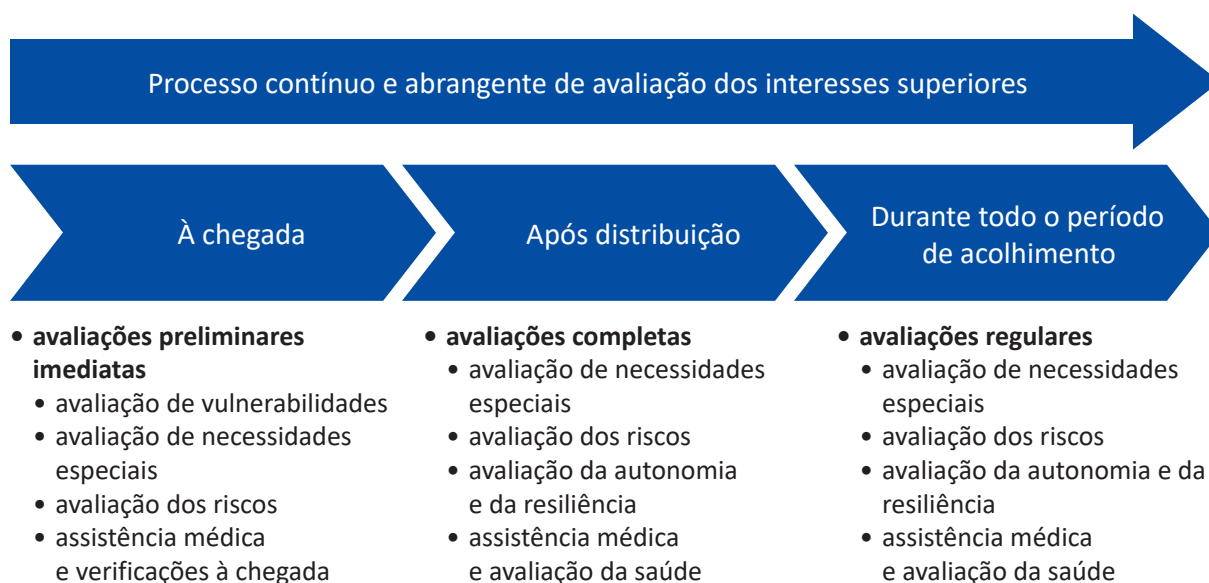 Processo contínuo e abrangente de avaliação dos interesses superiores
À chegada
Após distribuição
Durante todo o período
de acolhimento
• avaliações preliminares
imediatas
• avaliação de vulnerabilidades
• avaliação de necessidades
especiais
• avaliação dos riscos
• assistência médica
e verificações à chegada
• avaliações completas
• avaliação de necessidades
especiais
• avaliação dos riscos
• avaliação da autonomia
e da resiliência
• assistência médica
e avaliação da saúde
• avaliações regulares
• avaliação de necessidades
especiais
• avaliação dos riscos
• avaliação da autonomia e da
resiliência
• assistência médica
e avaliação da saúde